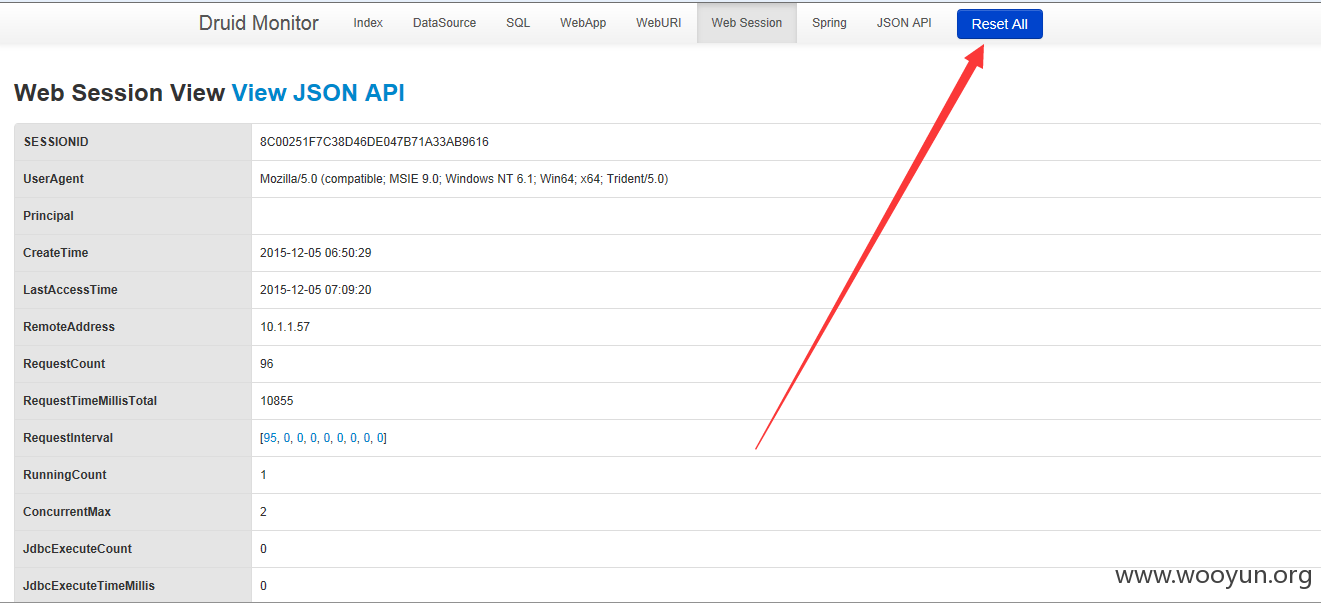 Druid Monitor Index DataSource SQL WebApp WebURI Web Session Spring JSON API Reset All
Web Session View View JSON API
SESSIONID 8C00251F7C38D46DE047B71A33AB9616
UserAgent Mozilla/5.0 (compatible; MSIE 9.0; Windows NT 6.1; Win64; x64; Trident/5.0)
Principal
CreateTime 2015-12-05 06:50:29
LastAccessTime 2015-12-05 07:09:20
RemoteAddress 10.1.1.57
RequestCount 96
RequestTimeMillisTotal 10855
RequestInterval [95, 0, 0, 0, 0, 0, 0, 0, 0]
RunningCount 1
ConcurrentMax 2
JdbcExecuteCount 0
JdbcExecuteTimeMillis 0
www.wooyun.org